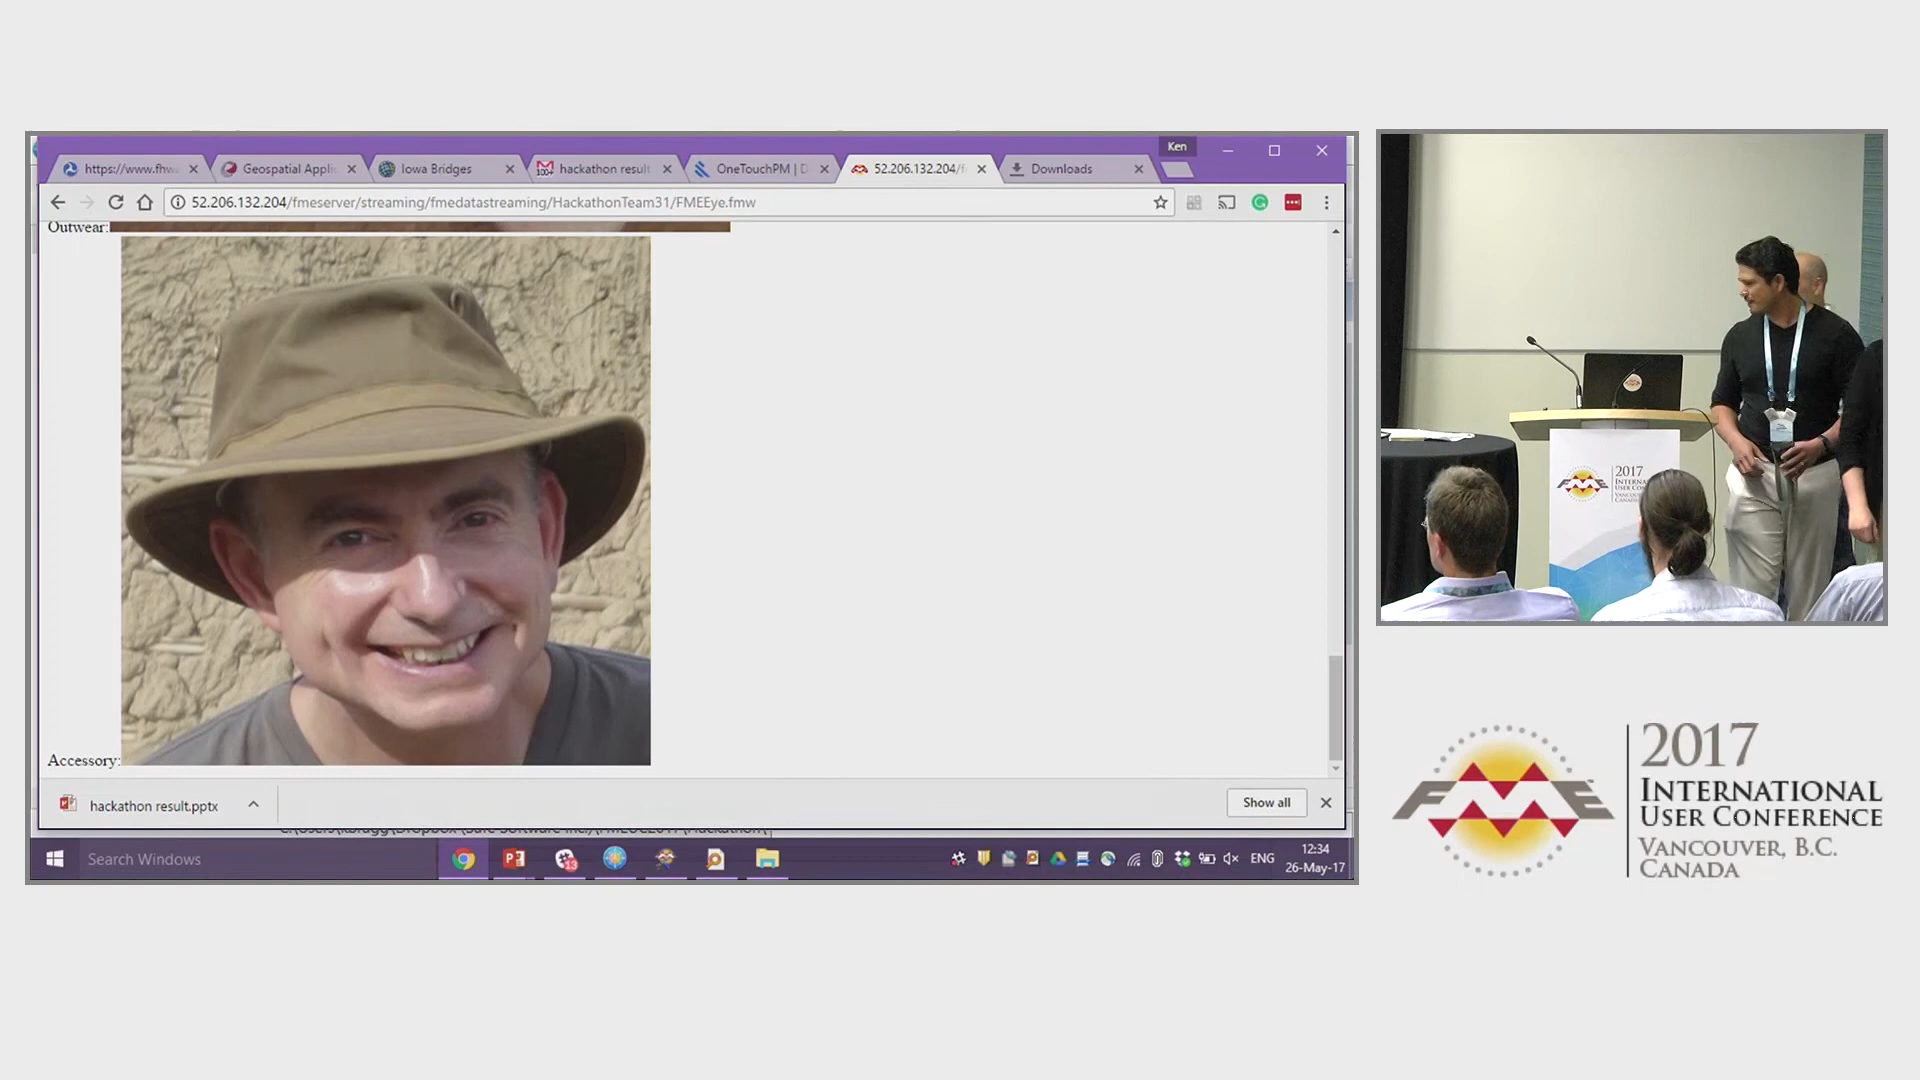 Ken
https://www.fhw
Geospatial Appli
Iowa Bridges
hackathon result
OneTouchPM | D
52.206.132.204/f
Downloads
52.206.132.204/fmeserver/streaming/fmedatastreaming/HackathonTeam31/FMEEye.fmw
Outwear:
Accessory:
hackathon result.pptx
Show all
Search Windows
13
ENG
12:34
26-May-17
2017
FME
2017
INTERNATIONAL
USER CONFERENCE
VANCOUVER, B.C.
CANADA